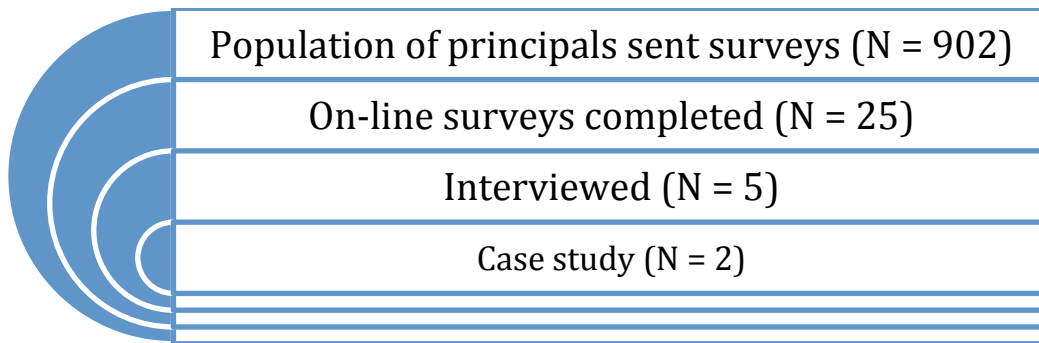 Population of principals sent surveys (N = 902)
On-line surveys completed (N = 25)
Interviewed (N = 5)
Case study (N = 2)